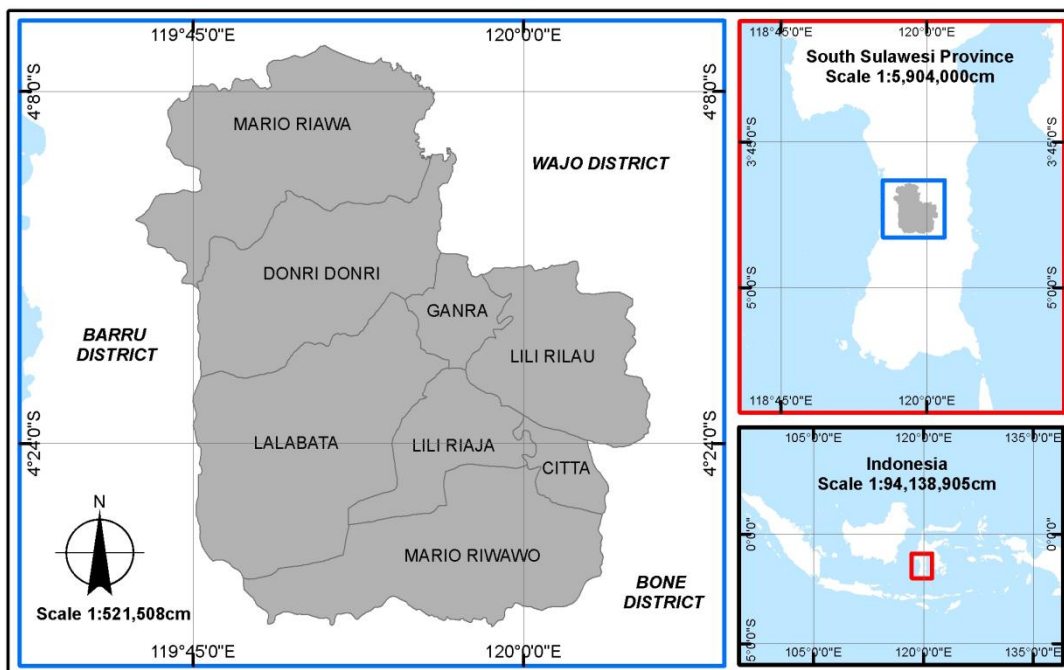 119°45'0"E
120°0'0"E
4°8'0"S
4°8'0"S
MARIO RIAWA
WAJO DISTRICT
DONRI DONRI
GANRA
BARRU
DISTRICT
LILI RILAU
4°24'0"S
4°24'0"S
LALABATA
LILI RIAJA
CITTA
N
MARIO RIWAWO
BONE
DISTRICT
Scale 1:521,508cm
119°45'0"E
120°0'0"E
118°45'0"E
120°0'0"E
South Sulawesi Province
Scale 1:5,904,000cm
3°45'0"S
3°45'0"S
5°0'0"S
5°0'0"S
118°45'0"E
120°0'0"E
105°0'0"E
120°0'0"E
135°0'0"E
Indonesia
Scale 1:94,138,905cm
0°0'0"
0°0'0"
105°0'0"E
120°0'0"E
135°0'0"E